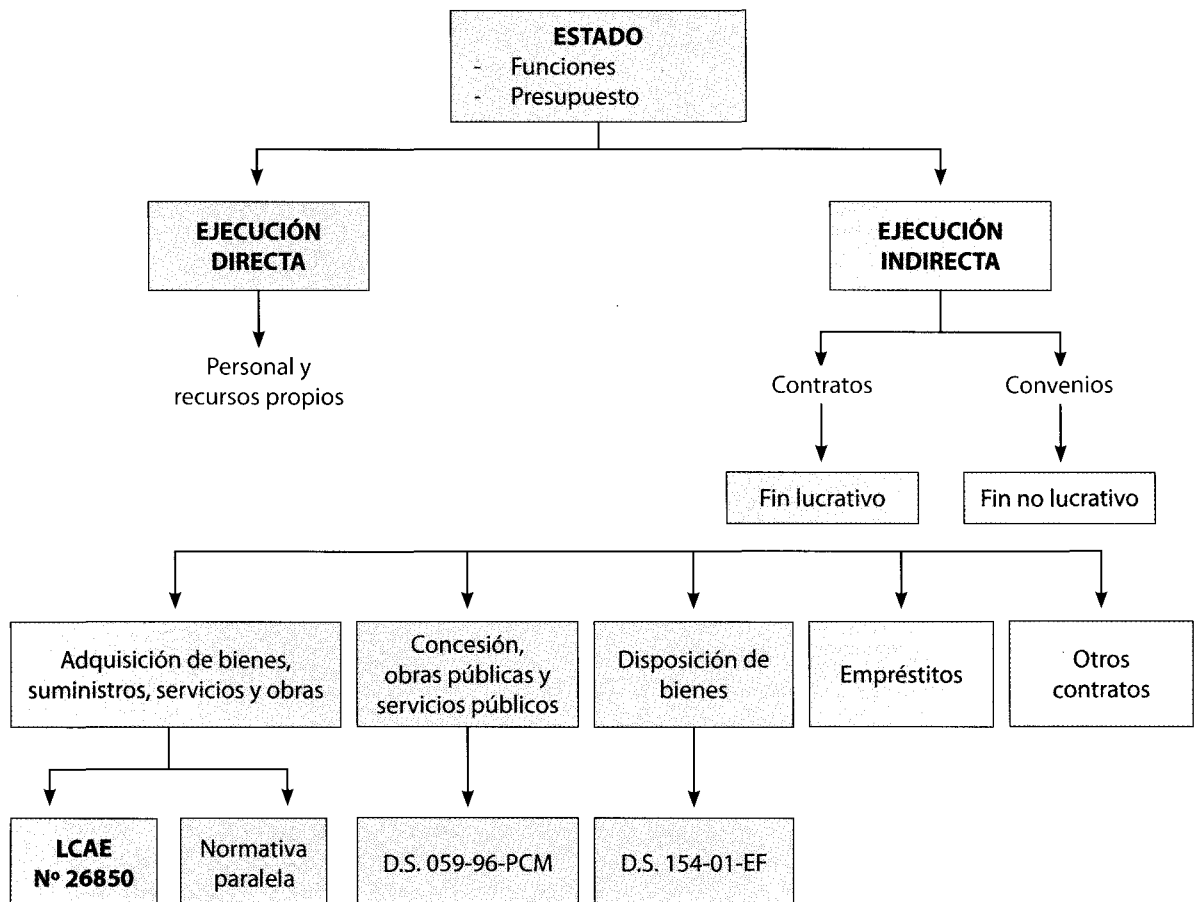 ESTADO
- Funciones
- Presupuesto
EJECUCIÓN
DIRECTA
EJECUCIÓN
INDIRECTA
Personal y
recursos propios
Contratos
Convenios
Fin lucrativo
Fin no lucrativo
Adquisición de bienes,
suministros, servicios y obras
Concesión,
obras públicas y
servicios públicos
Disposición de
bienes
Empréstitos
Otros
contratos
LCAE
Nº 26850
Normativa
paralela
D.S. 059-96-PCM
D.S. 154-01-EF